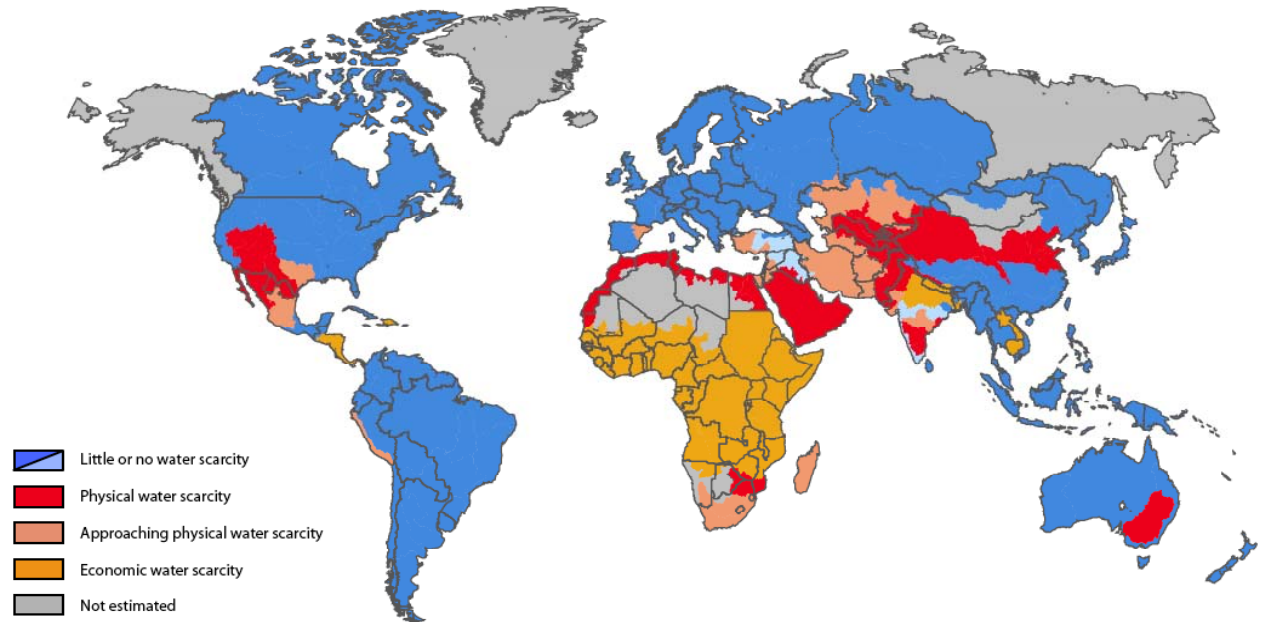 Little or no water scarcity
Physical water scarcity
Approaching physical water scarcity
Economic water scarcity
Not estimated